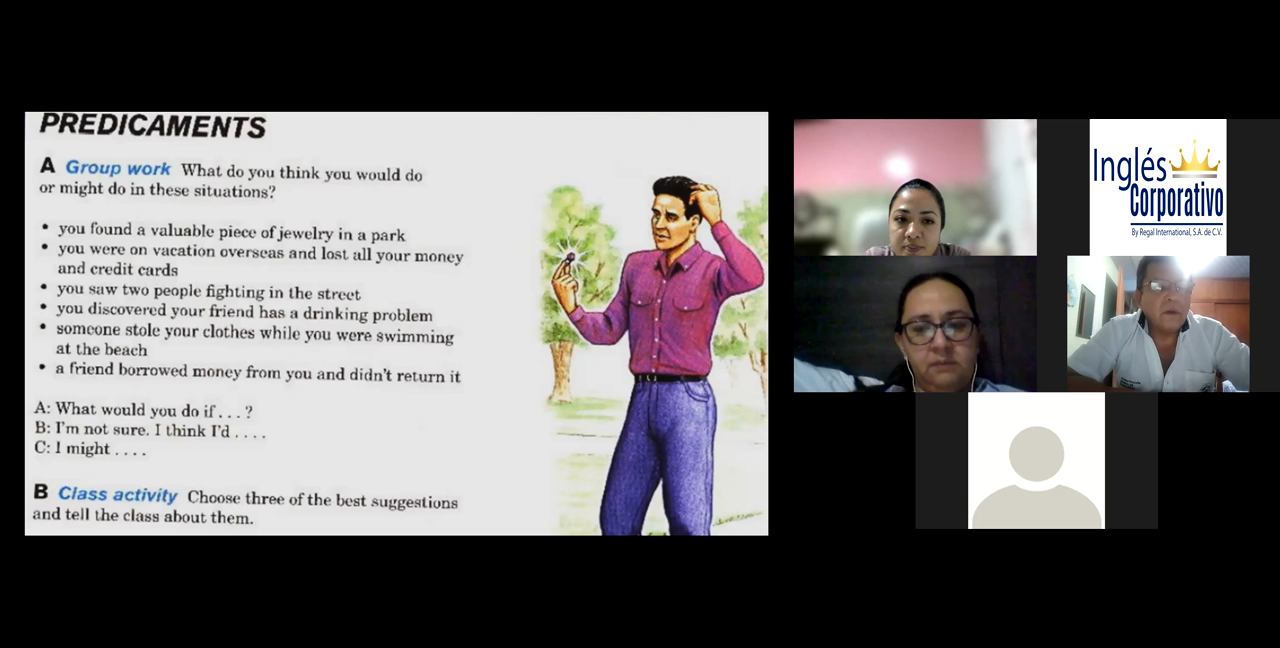 PREDICAMENTS
A Group work What do you think you would do
or might do in these situations?
• you found a valuable piece of jewelry in a park
• you were on vacation overseas and lost all your money
and credit cards
• you saw two people fighting in the street
• you discovered your friend has a drinking problem
• someone stole your clothes while you were swimming
at the beach
• a friend borrowed money from you and didn't return it
A: What would you do if . . . ?
B: I'm not sure. I think I'd . . . .
C: I might . . . .
B Class activity Choose three of the best suggestions
and tell the class about them.
Inglés
Corporativo
By Regal International, S.A. de C.V.